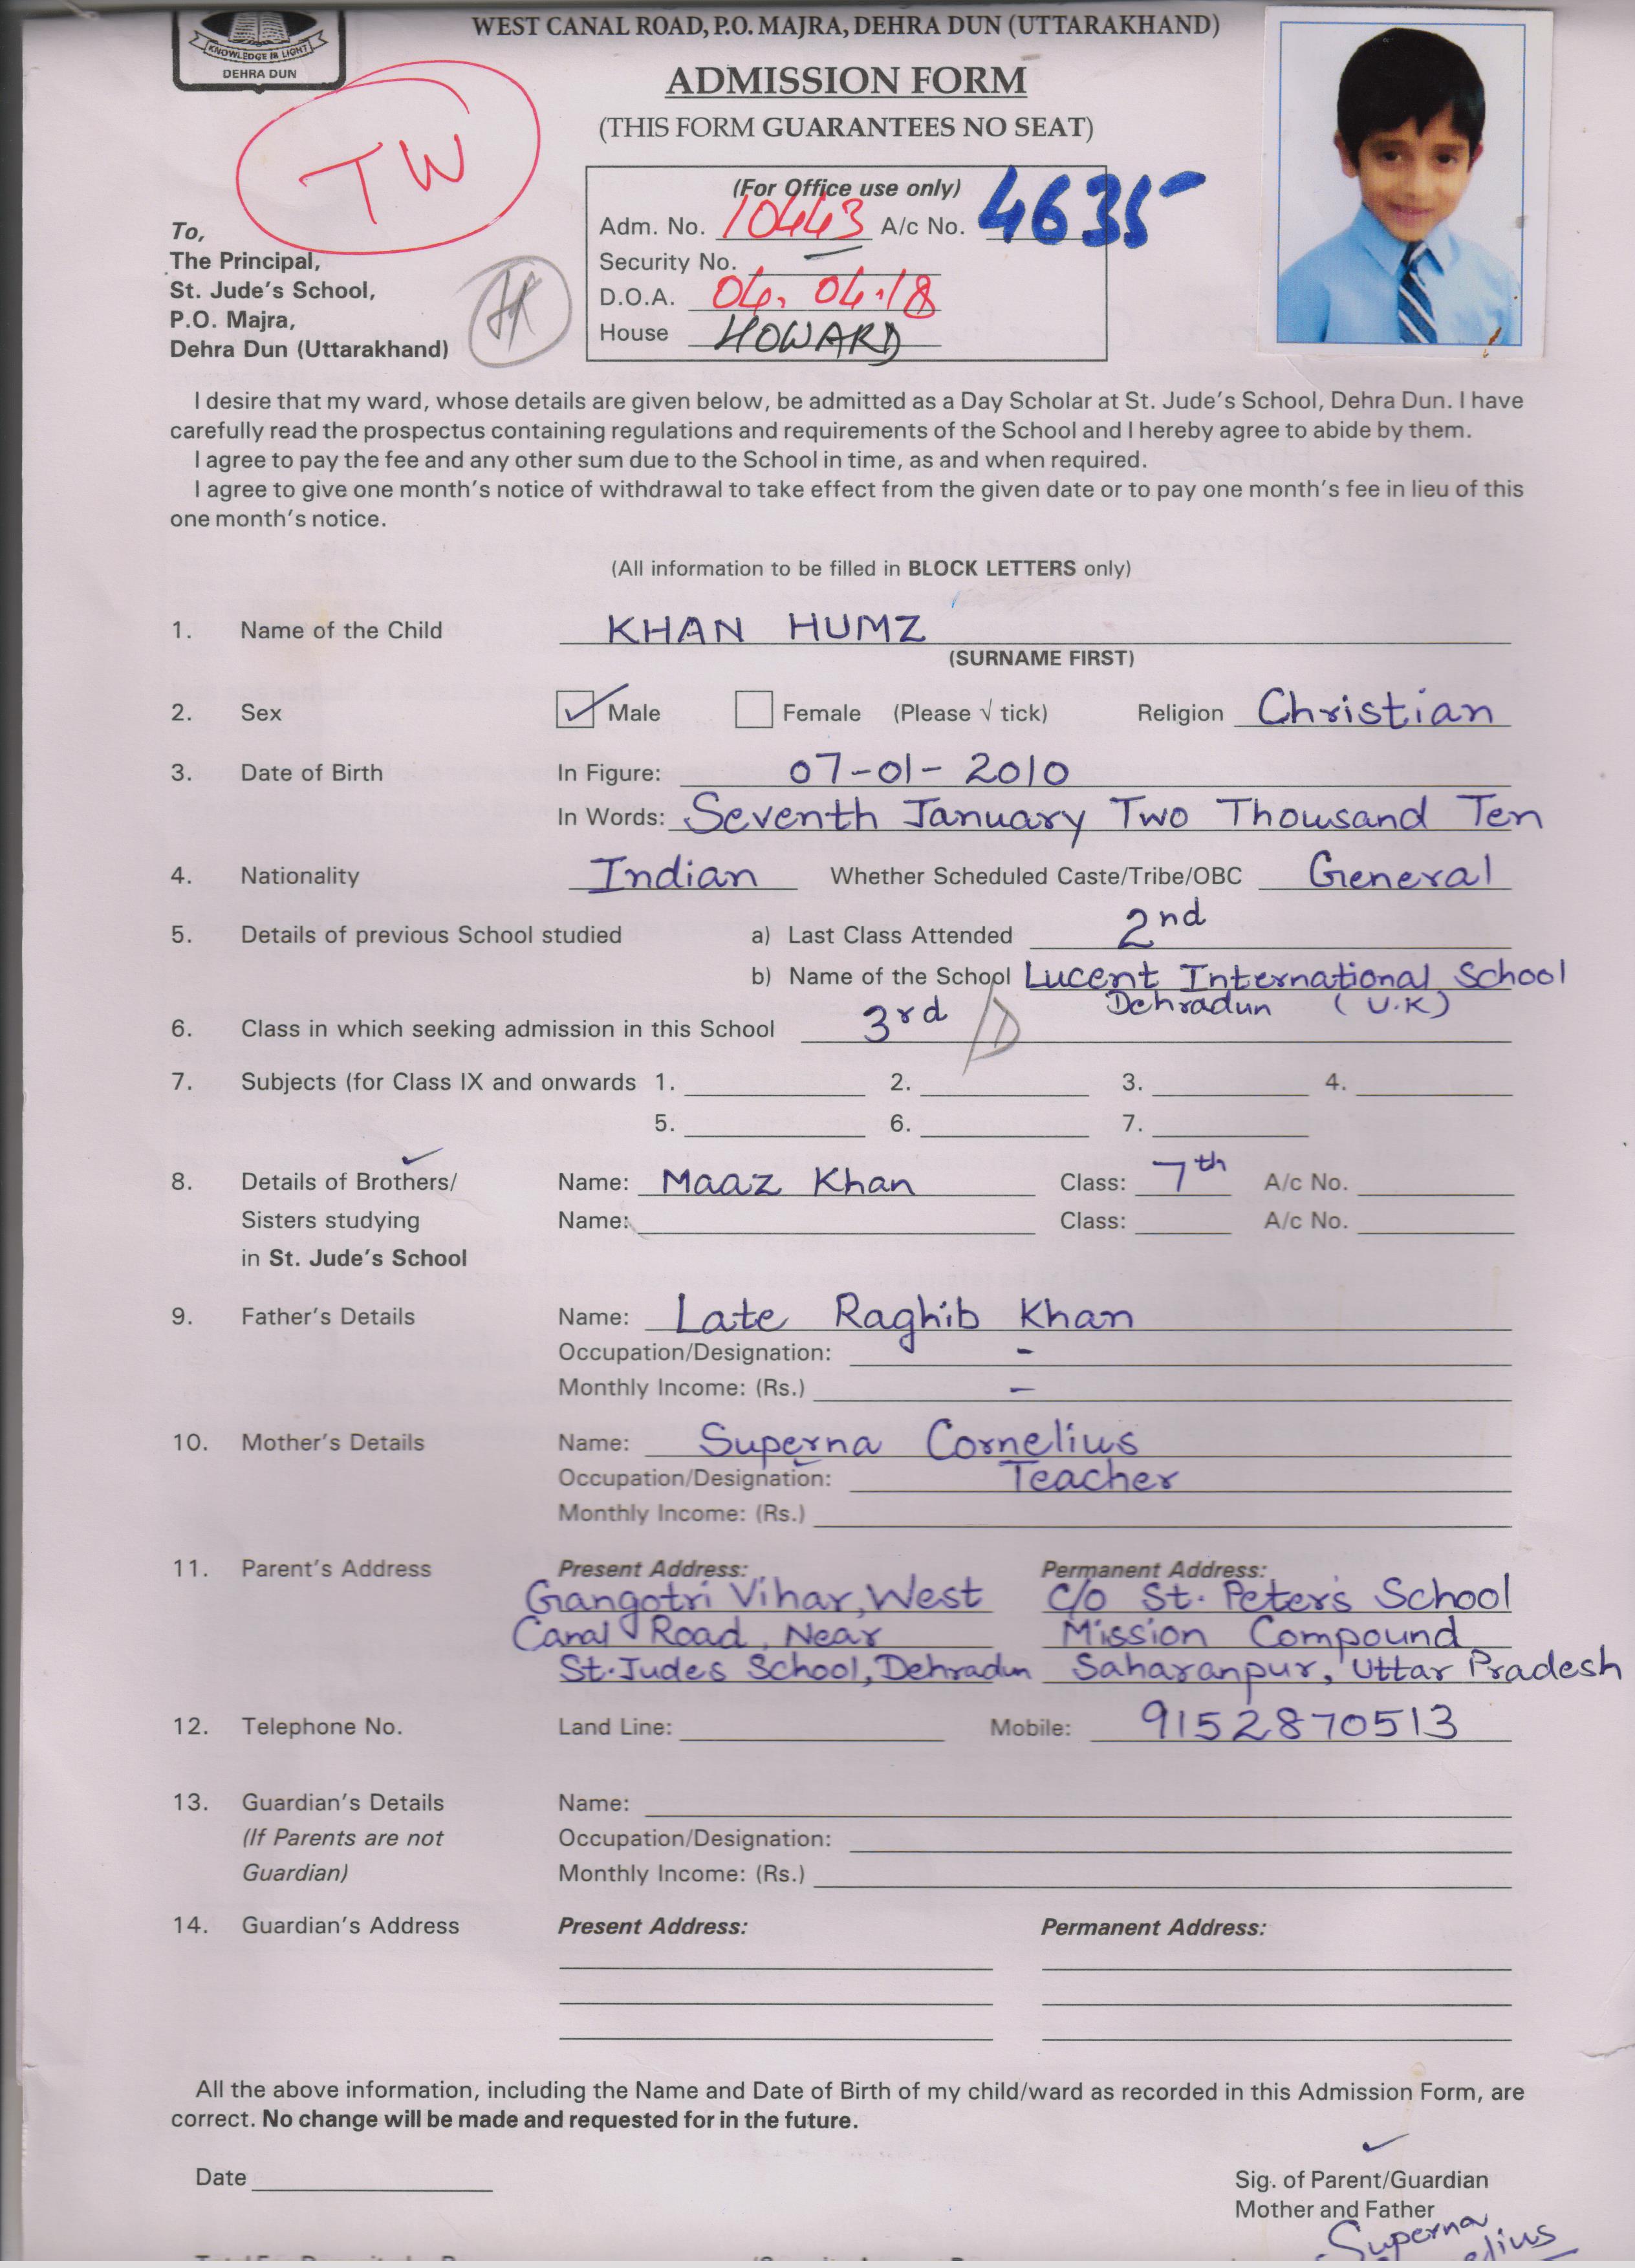 KNOWLEDGE IS LIGHT
DEHRA DUN
WEST CANAL ROAD, P.O. MAJRA, DEHRA DUN (UTTARAKHAND)
ADMISSION FORM
(THIS FORM GUARANTEES NO SEAT)
TW
(For Office use only)
Adm. No. 10443 A/c No. 4635
Security No.
D.O.A. 04.04.18
House HOWARD
To,
The Principal,
St. Jude's School,
P.O. Majra,
Dehra Dun (Uttarakhand)
I desire that my ward, whose details are given below, be admitted as a Day Scholar at St. Jude's School, Dehra Dun. I have
carefully read the prospectus containing regulations and requirements of the School and I hereby agree to abide by them.
I agree to pay the fee and any other sum due to the School in time, as and when required.
I agree to give one month's notice of withdrawal to take effect from the given date or to pay one month's fee in lieu of this
one month's notice.
(All information to be filled in BLOCK LETTERS only)
1. Name of the Child KHAN HUMZ
(SURNAME FIRST)
2. Sex ✓ Male Female (Please √ tick) Religion Christian
3. Date of Birth In Figure: 07-01-2010
In Words: Seventh January Two Thousand Ten
4. Nationality Indian Whether Scheduled Caste/Tribe/OBC General
5. Details of previous School studied a) Last Class Attended 2nd
b) Name of the School Lucent International School
Dehradun (U.K)
6. Class in which seeking admission in this School 3rd D
7. Subjects (for Class IX and onwards 1. 2. 3. 4.
5. 6. 7.
8. Details of Brothers/ Name: Maaz Khan Class: 7th A/c No.
Sisters studying Name: Class: A/c No.
in St. Jude's School
9. Father's Details Name: Late Raghib Khan
Occupation/Designation: -
Monthly Income: (Rs.) -
10. Mother's Details Name: Superna Cornelius
Occupation/Designation: Teacher
Monthly Income: (Rs.)
11. Parent's Address Present Address: Permanent Address:
Gangotri Vihar, West C/o St. Peter's School
Canal Road, Near Mission Compound
St. Judes School, Dehradun Saharanpur, Uttar Pradesh
12. Telephone No. Land Line: Mobile: 9152870513
13. Guardian's Details Name:
(If Parents are not Occupation/Designation:
Guardian) Monthly Income: (Rs.)
14. Guardian's Address Present Address: Permanent Address:
All the above information, including the Name and Date of Birth of my child/ward as recorded in this Admission Form, are
correct. No change will be made and requested for in the future.
Date Sig. of Parent/Guardian
Mother and Father
Superna